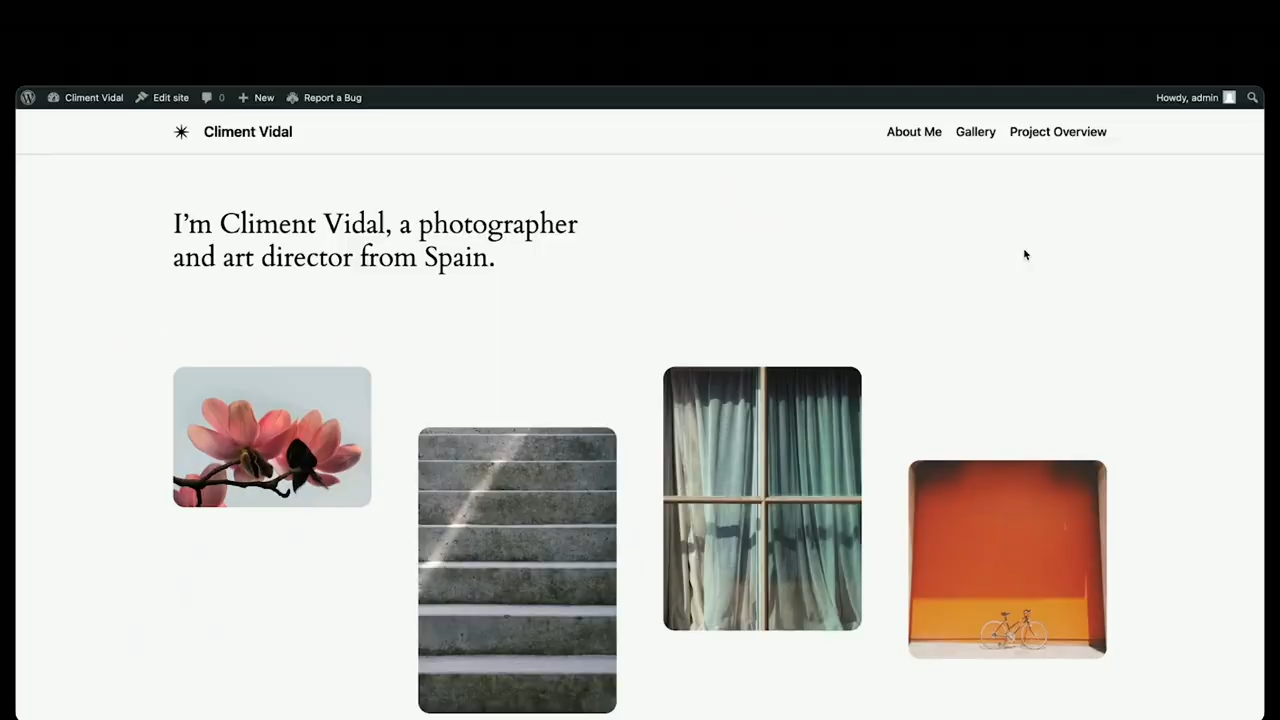 Climent Vidal Edit site 0 New Report a Bug Howdy, admin
Climent Vidal About Me Gallery Project Overview
I’m Climent Vidal, a photographer
and art director from Spain.